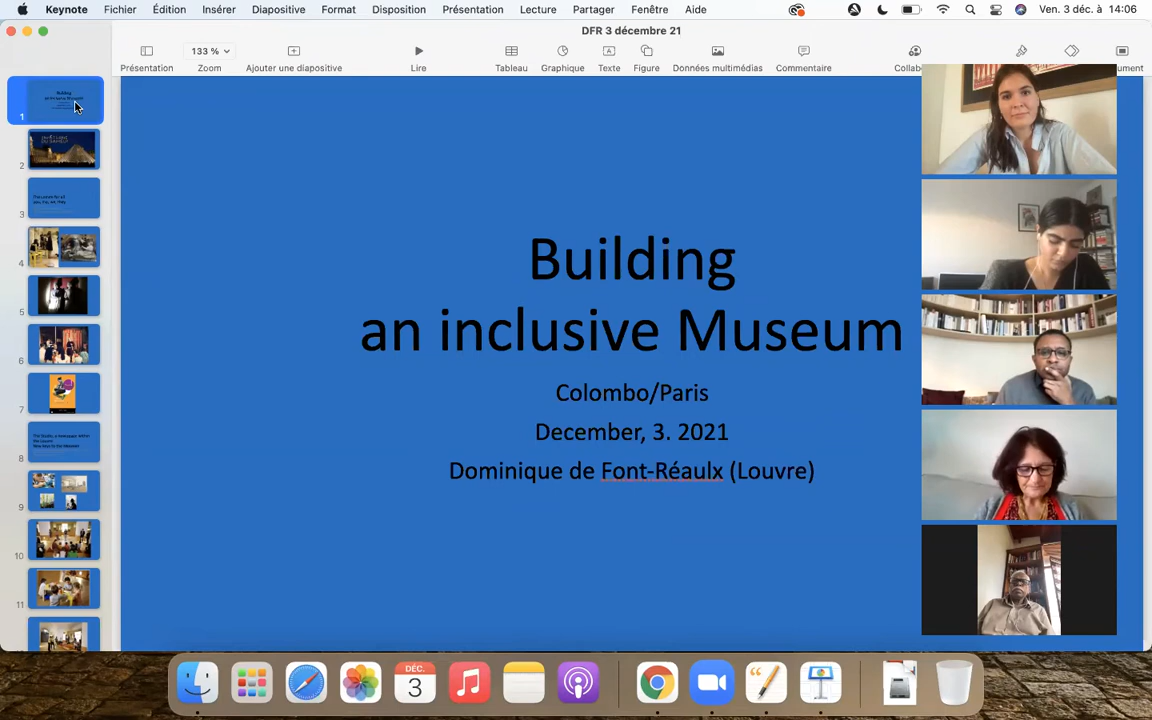 Keynote Fichier Édition Insérer Diapositive Format Disposition Présentation Lecture Partager Fenêtre Aide Ven. 3 déc. à 14:06
DFR 3 décembre 21
133 %
Présentation Zoom Ajouter une diapositive Lire Tableau Graphique Texte Figure Données multimédias Commentaire Collab ument
Building
an inclusive Museum
Colombo/Paris
December, 3. 2021
Dominique de Font-Réaulx (Louvre)
1
2
3
4
5
6
7
8
9
10
11
DÉC.
3